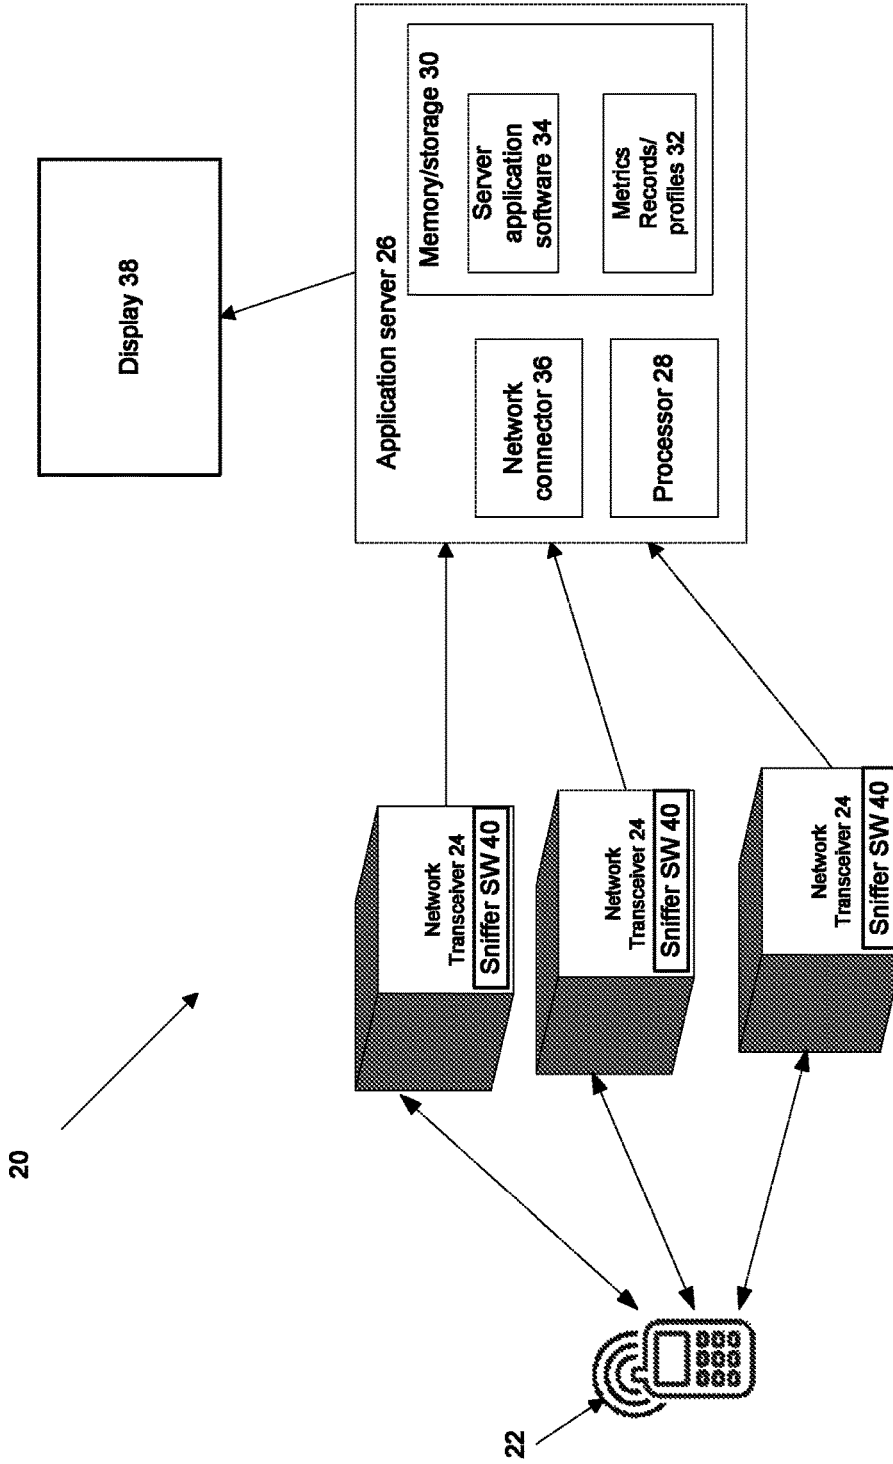 20
22
Network
Transceiver 24
Sniffer SW 40
Network
Transceiver 24
Sniffer SW 40
Network
Transceiver 24
Sniffer SW 40
Display 38
Application server 26
Network
connector 36
Processor 28
Memory/storage 30
Server
application
software 34
Metrics
Records/
profiles 32